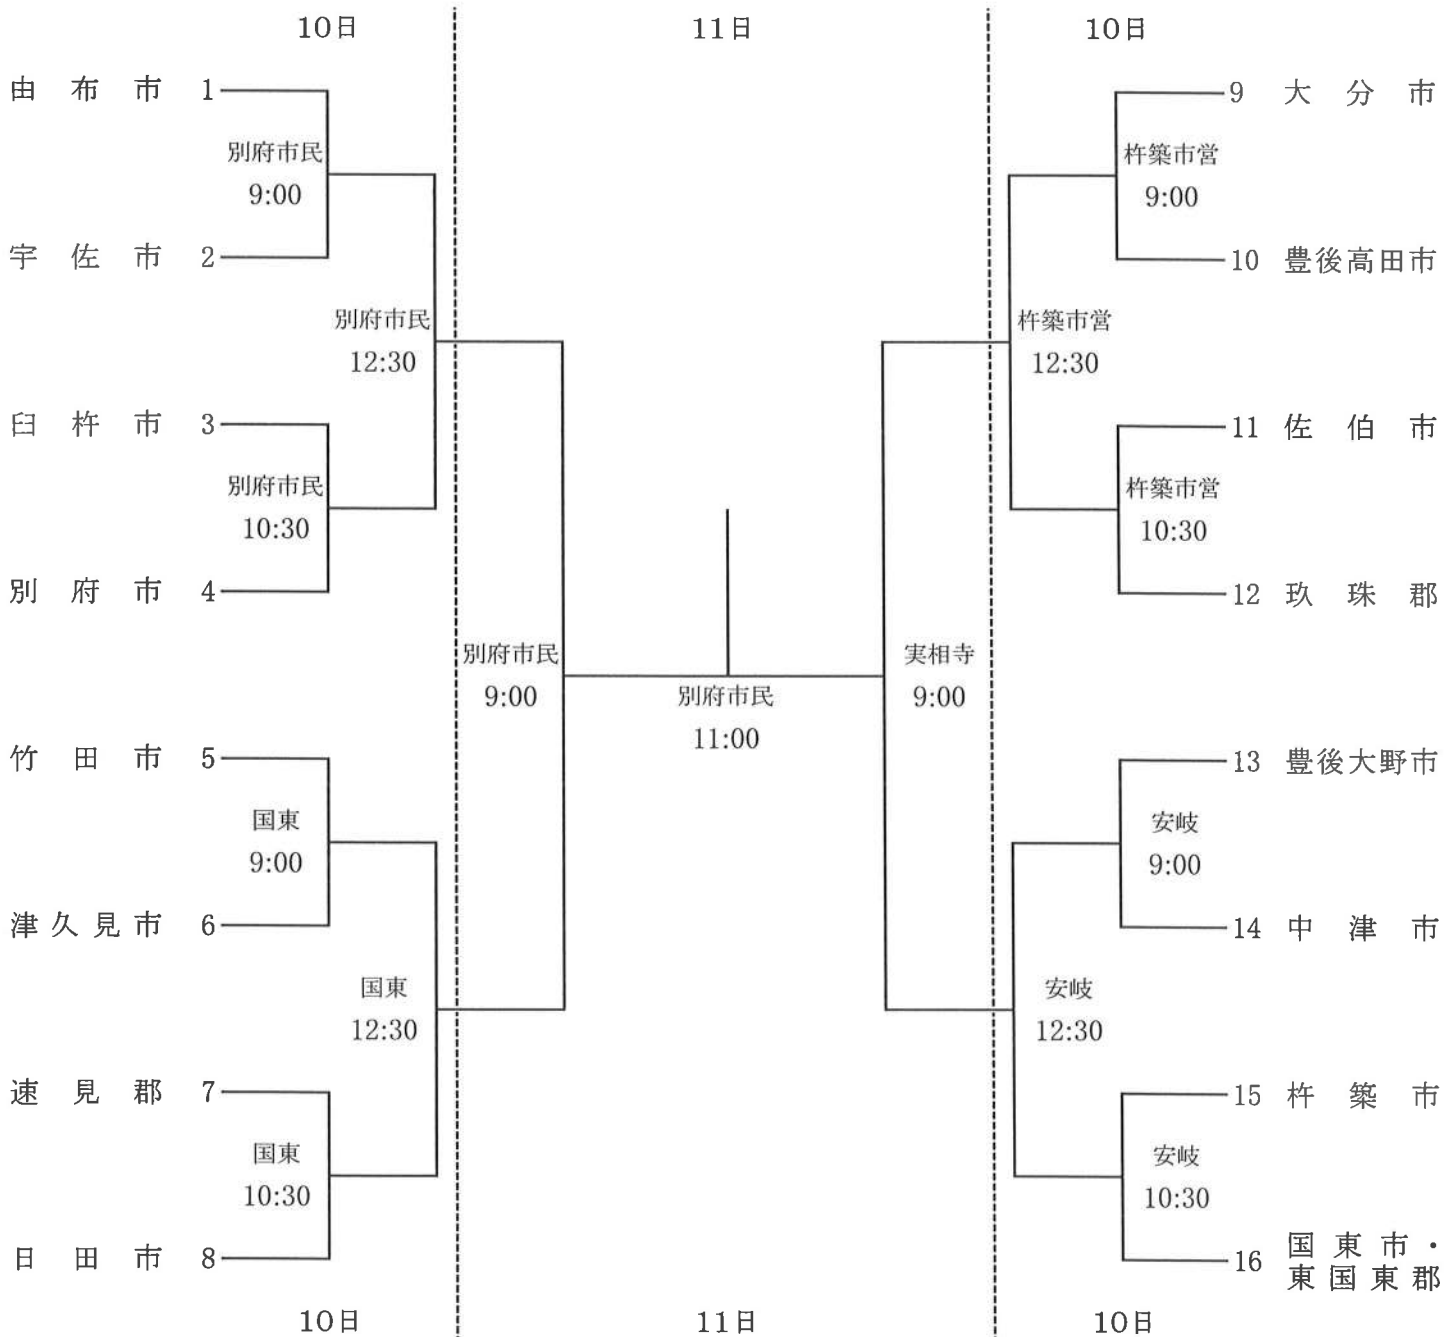 10日
11日
10日
由布市 1
別府市民
9:00
宇佐市 2
別府市民
12:30
臼杵市 3
別府市民
10:30
別府市 4
別府市民
9:00
竹田市 5
国東
9:00
津久見市 6
国東
12:30
速見郡 7
国東
10:30
日田市 8
別府市民
11:00
9 大分市
杵築市営
9:00
10 豊後高田市
杵築市営
12:30
11 佐伯市
杵築市営
10:30
12 玖珠郡
実相寺
9:00
13 豊後大野市
安岐
9:00
14 中津市
安岐
12:30
15 杵築市
安岐
10:30
16 国東市・
東国東郡
10日
11日
10日